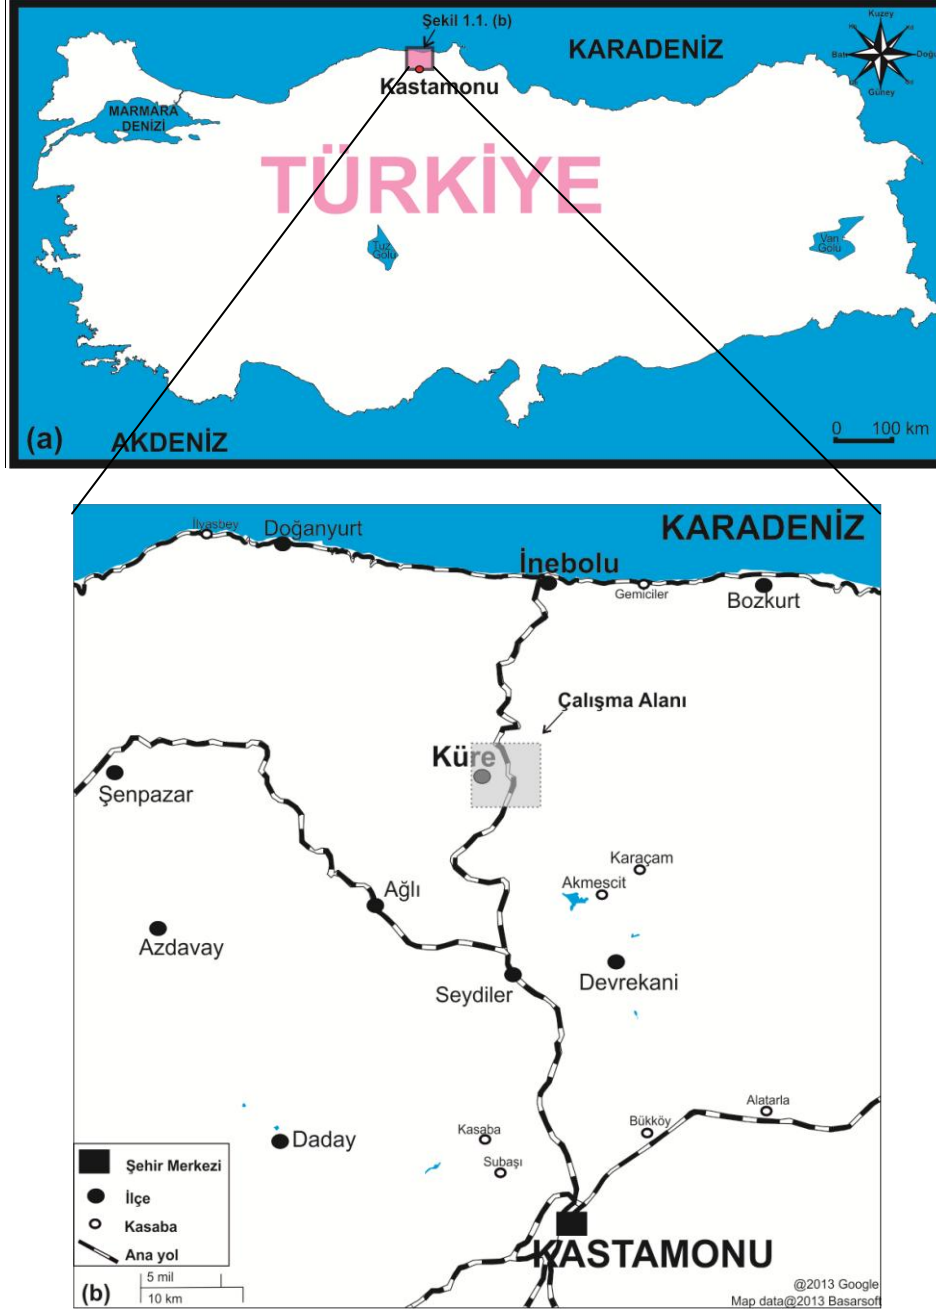 Şekil 1.1. (b)
KARADENİZ
Kuzey
Batı
Doğu
Güney
Kastamonu
MARMARA
DENİZİ
TÜRKİYE
Tuz
Gölü
Van
Gölü
(a)
AKDENİZ
0 100 km
KARADENİZ
İlyasbey
Doğanyurt
İnebolu
Gemiciler
Bozkurt
Çalışma Alanı
Küre
Şenpazar
Karaçam
Akmescit
Ağlı
Azdavay
Devrekani
Seydiler
Alatarla
Bükköy
Kasaba
Daday
Subaşı
Şehir Merkezi
İlçe
Kasaba
Ana yol
KASTAMONU
5 mil
10 km
(b)
@2013 Google
Map data@2013 Basarsoft